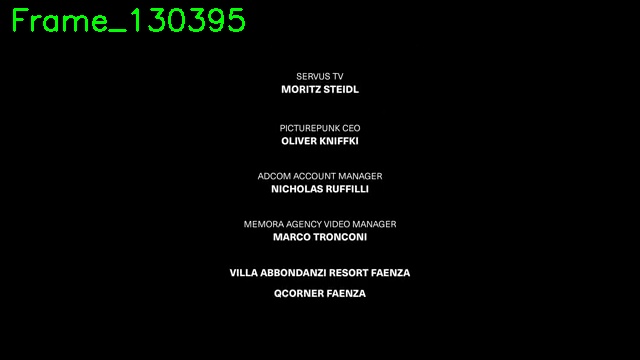 Frame_130395
SERVUS TV
MORITZ STEIDL
PICTUREPUNK CEO
OLIVER KNIFFKI
ADCOM ACCOUNT MANAGER
NICHOLAS RUFFILLI
MEMORA AGENCY VIDEO MANAGER
MARCO TRONCONI
VILLA ABBONDANZI RESORT FAENZA
QCORNER FAENZA